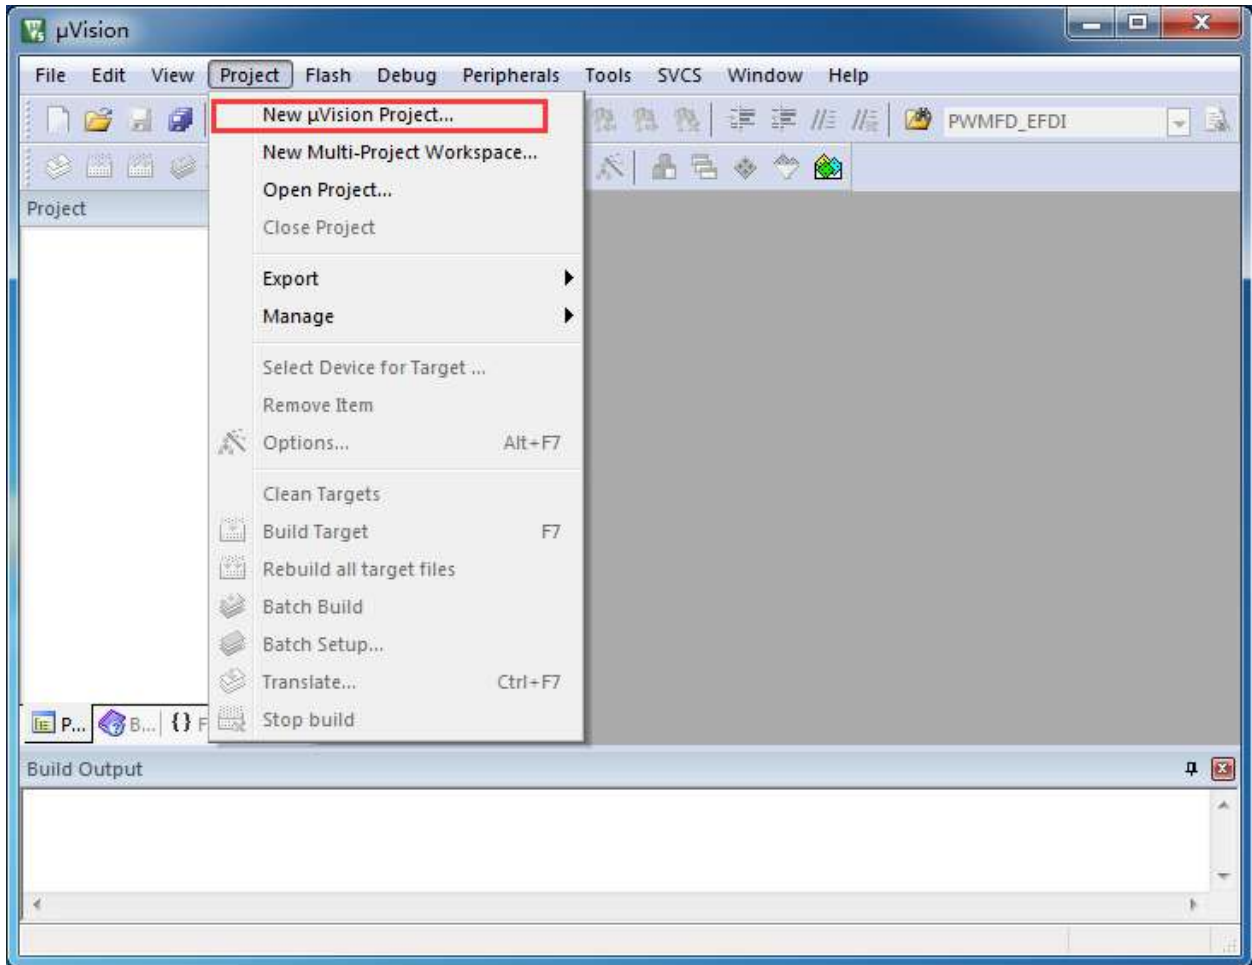 µVision
File Edit View Project Flash Debug Peripherals Tools SVCS Window Help
New µVision Project...
PWMFD_EFDI
New Multi-Project Workspace...
Project
Open Project...
Close Project
Export
Manage
Select Device for Target ...
Remove Item
Options... Alt+F7
Clean Targets
Build Target F7
Rebuild all target files
Batch Build
Batch Setup...
Translate... Ctrl+F7
Stop build
P... B... {} F
Build Output